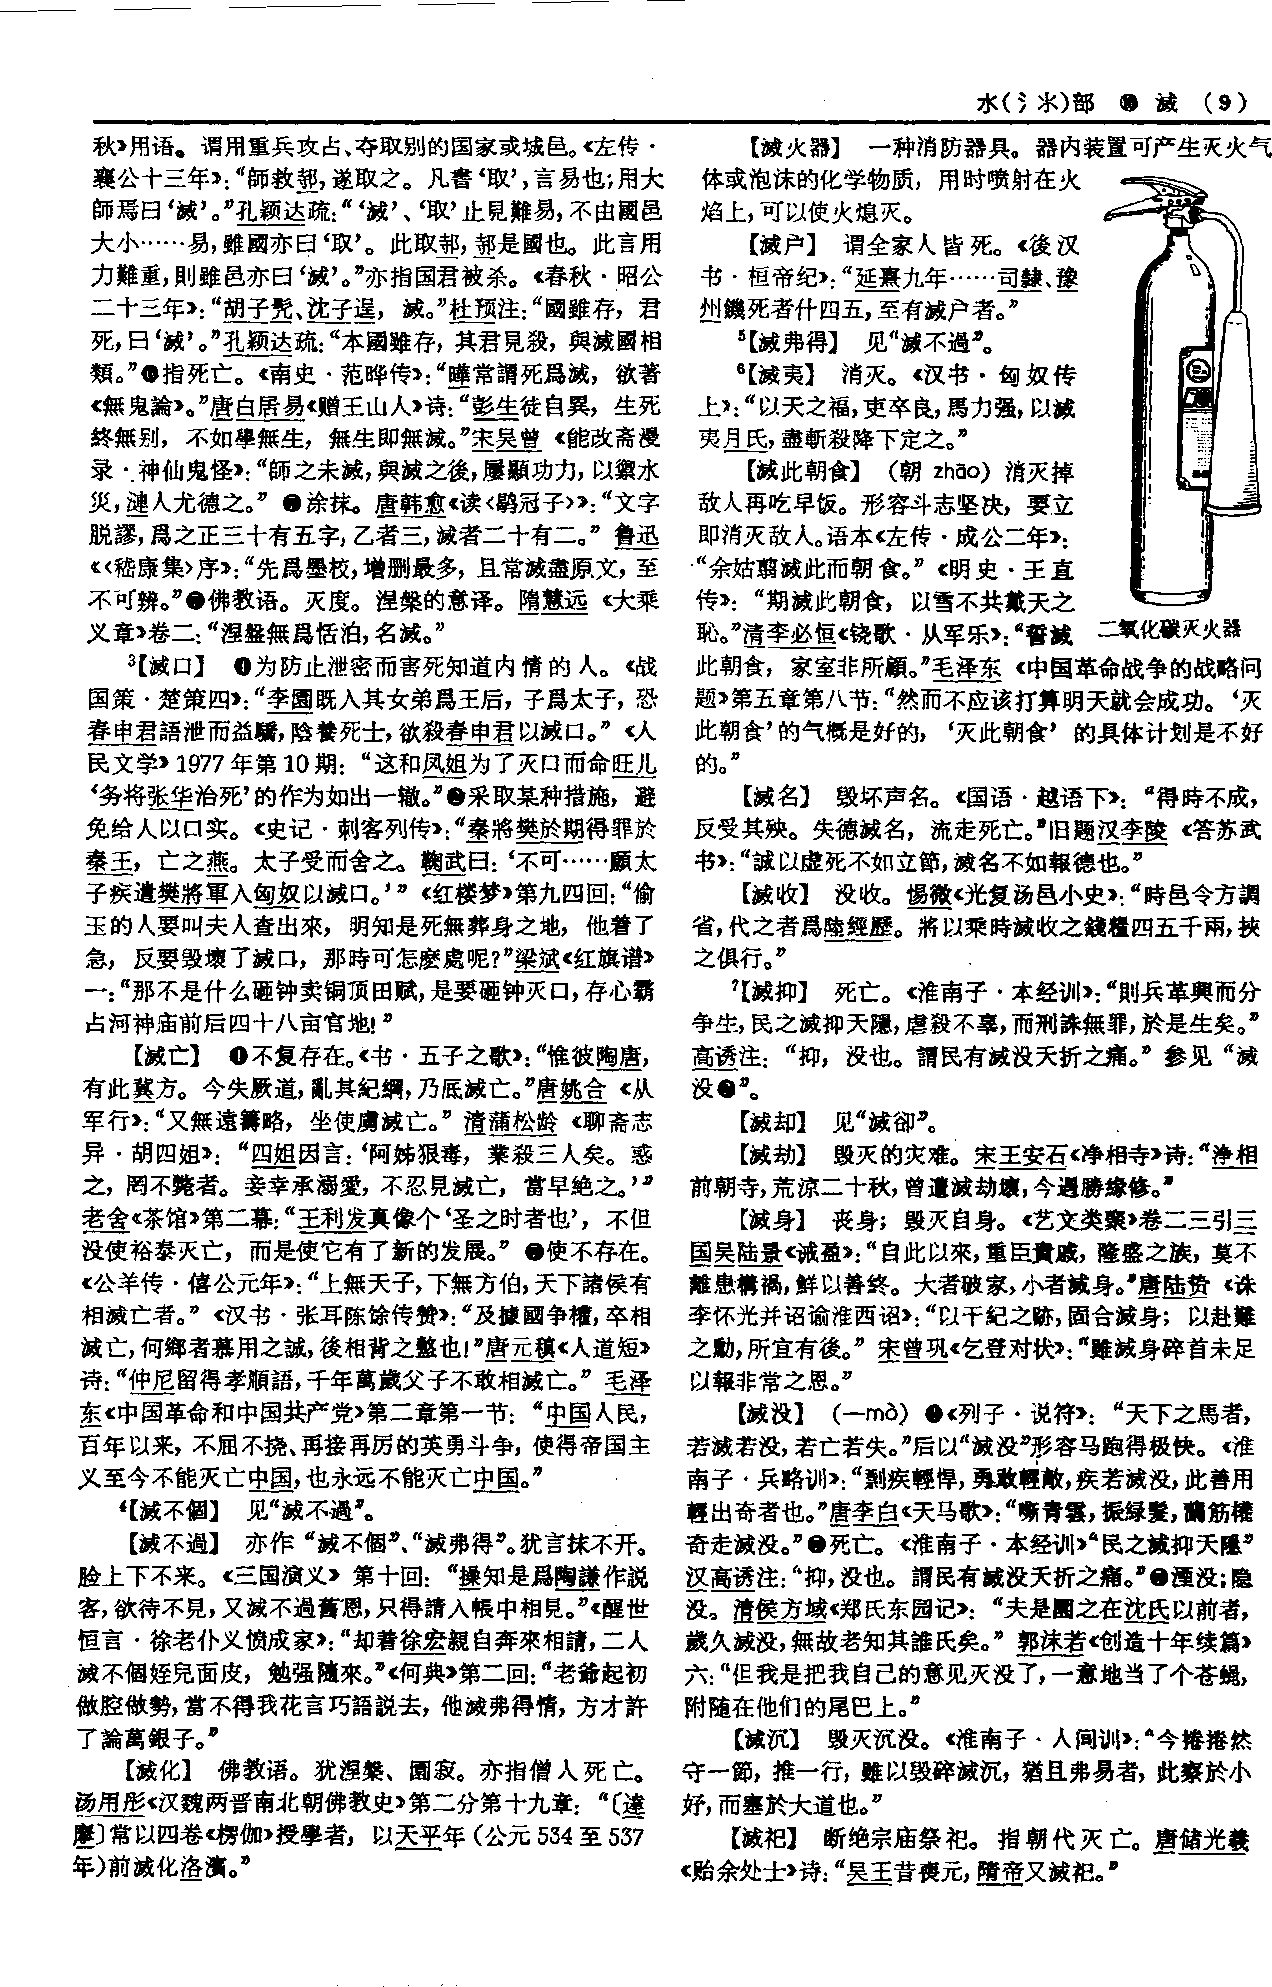 水(氵氺)部 ❿ 滅 (9)
秋》用语。谓用重兵攻占、夺取别的国家或城邑。《左传·
襄公十三年》：“師救邿，遂取之。凡書‘取’，言易也；用大
師焉曰‘滅’。”孔颖达疏：“‘滅’、‘取’止見難易，不由國邑
大小……易，雖國亦曰‘取’。此取邿，邿是國也。此言用
力難重，則雖邑亦曰‘滅’。”亦指国君被杀。《春秋·昭公
二十三年》：“胡子髡、沈子逞，滅。”杜预注：“國雖存，君
死，曰‘滅’。”孔颖达疏：“本國雖存，其君見殺，與滅國相
類。”❻指死亡。《南史·范晔传》：“曄常謂死爲滅，欲著
《無鬼論》。”唐白居易《赠王山人》诗：“彭生徒自異，生死
終無别，不如學無生，無生即無滅。”宋吴曾《能改斋漫
录·神仙鬼怪》：“師之未滅，與滅之後，屢顯功力，以禦水
災，漣人尤德之。”❼涂抹。唐韩愈《读〈鹖冠子〉》：“文字
脱謬，爲之正三十有五字，乙者三，滅者二十有二。”鲁迅
《〈嵇康集〉序》：“先爲墨校，增删最多，且常滅盡原文，至
不可辨。”❽佛教语。灭度。涅槃的意译。隋慧远《大乘
义章》卷二：“涅盤無爲恬泊，名滅。”
³【滅口】 ❶为防止泄密而害死知道内情的人。《战
国策·楚策四》：“李園既入其女弟爲王后，子爲太子，恐
春申君語泄而益驕，陰養死士，欲殺春申君以滅口。”《人
民文学》1977年第10期：“这和凤姐为了灭口而命旺儿
‘务将张华治死’的作为如出一辙。”❷采取某种措施，避
免给人以口实。《史记·刺客列传》：“秦將樊於期得罪於
秦王，亡之燕。太子受而舍之。鞠武曰：‘不可……願太
子疾遣樊將軍入匈奴以滅口。’”《红楼梦》第九四回：“偷
玉的人要叫夫人查出來，明知是死無葬身之地，他着了
急，反要毁壞了滅口，那時可怎麽處呢？”梁斌《红旗谱》
一：“那不是什么砸钟卖铜顶田赋，是要砸钟灭口，存心霸
占河神庙前后四十八亩官地！”
【滅亡】 ❶不复存在。《书·五子之歌》：“惟彼陶唐，
有此冀方。今失厥道，亂其紀綱，乃厎滅亡。”唐姚合《从
军行》：“又無遠籌略，坐使虜滅亡。”清蒲松龄《聊斋志
异·胡四姐》：“四姐因言：‘阿姊狠毒，業殺三人矣。惑
之，罔不斃者。妾幸承溺愛，不忍見滅亡，當早絶之。’”
老舍《茶馆》第二幕：“王利发真像个‘圣之时者也’，不但
没使裕泰灭亡，而是使它有了新的发展。”❷使不存在。
《公羊传·僖公元年》：“上無天子，下無方伯，天下諸侯有
相滅亡者。”《汉书·张耳陈馀传赞》：“及據國争權，卒相
滅亡，何鄉者慕用之誠，後相背之盭也！”唐元稹《人道短》
诗：“仲尼留得孝順語，千年萬歲父子不敢相滅亡。”毛泽
东《中国革命和中国共产党》第二章第一节：“中国人民，
百年以来，不屈不挠、再接再厉的英勇斗争，使得帝国主
义至今不能灭亡中国，也永远不能灭亡中国。”
⁴【滅不個】 见“滅不過”。
【滅不過】 亦作“滅不個”、“滅弗得”。犹言抹不开。
脸上下不来。《三国演义》第十回：“操知是爲陶謙作説
客，欲待不見，又滅不過舊恩，只得請入帳中相見。”《醒世
恒言·徐老仆义愤成家》：“却着徐宏親自奔來相請，二人
滅不個姪兒面皮，勉强隨來。”《何典》第二回：“老爺起初
做腔做勢，當不得我花言巧語説去，他滅弗得情，方才許
了論萬銀子。”
【滅化】 佛教语。犹涅槃、圆寂。亦指僧人死亡。
汤用彤《汉魏两晋南北朝佛教史》第二分第十九章：“〔達
摩〕常以四卷《楞伽》授學者，以天平年（公元534至537
年）前滅化洛濱。”
【滅火器】 一种消防器具。器内装置可产生灭火气
体或泡沫的化学物质，用时喷射在火
焰上，可以使火熄灭。
【滅户】 谓全家人皆死。《後汉
书·桓帝纪》：“延熹九年……司隸、豫
州饑死者什四五，至有滅户者。”
⁵【滅弗得】 见“滅不過”。
⁶【滅夷】 消灭。《汉书·匈奴传
上》：“以天之福，吏卒良，馬力强，以滅
夷月氏，盡斬殺降下定之。”
【滅此朝食】（朝 zhāo）消灭掉
敌人再吃早饭。形容斗志坚决，要立
即消灭敌人。语本《左传·成公二年》：
“余姑翦滅此而朝食。”《明史·王直
传》：“期滅此朝食，以雪不共戴天之
恥。”清李必恒《铙歌·从军乐》：“誓滅
二氧化碳灭火器
此朝食，家室非所顧。”毛泽东《中国革命战争的战略问
题》第五章第八节：“然而不应该打算明天就会成功。‘灭
此朝食’的气概是好的，‘灭此朝食’的具体计划是不好
的。”
【滅名】 毁坏声名。《国语·越语下》：“得時不成，
反受其殃。失德滅名，流走死亡。”旧题汉李陵《答苏武
书》：“誠以虚死不如立節，滅名不如報德也。”
【滅收】 没收。惕微《光复汤邑小史》：“時邑令方調
省，代之者爲陸經歷。將以乘時滅收之錢糧四五千兩，挾
之俱行。”
⁷【滅抑】 死亡。《淮南子·本经训》：“則兵革興而分
争生，民之滅抑夭隱，虐殺不辜，而刑誅無罪，於是生矣。”
高诱注：“抑，没也。謂民有滅没夭折之痛。”参见“滅
没❷”。
【滅却】 见“滅卻”。
【滅劫】 毁灭的灾难。宋王安石《净相寺》诗：“净相
前朝寺，荒凉二十秋，曾遭滅劫壞，今遇勝缘修。”
【滅身】 丧身；毁灭自身。《艺文类聚》卷二三引三
国吴陆景《诫盈》：“自此以來，重臣貴戚，隆盛之族，莫不
離患構禍，鮮以善终。大者破家，小者滅身。”唐陆贽《诛
李怀光并诏谕淮西诏》：“以干紀之跡，固合滅身；以赴難
之勳，所宜有後。”宋曾巩《乞登对状》：“雖滅身碎首未足
以報非常之恩。”
【滅没】（—mò）❶《列子·说符》：“天下之馬者，
若滅若没，若亡若失。”后以“滅没”形容马跑得极快。《淮
南子·兵略训》：“剽疾輕悍，勇敢輕敵，疾若滅没，此善用
輕出奇者也。”唐李白《天马歌》：“嘶青雲，振緑髮，蘭筋權
奇走滅没。”❷死亡。《淮南子·本经训》“民之滅抑夭隱”
汉高诱注：“抑，没也。謂民有滅没夭折之痛。”❸湮没；隐
没。清侯方域《郑氏东园记》：“夫是園之在沈氏以前者，
歲久滅没，無故老知其誰氏矣。”郭沫若《创造十年续篇》
六：“但我是把我自己的意见灭没了，一意地当了个苍蝇，
附随在他们的尾巴上。”
【滅沉】 毁灭沉没。《淮南子·人间训》：“今捲捲然
守一節，推一行，雖以毁碎滅沉，猶且弗易者，此察於小
好，而塞於大道也。”
【滅祀】 断绝宗庙祭祀。指朝代灭亡。唐储光羲
《贻余处士》诗：“吴王昔喪元，隋帝又滅祀。”